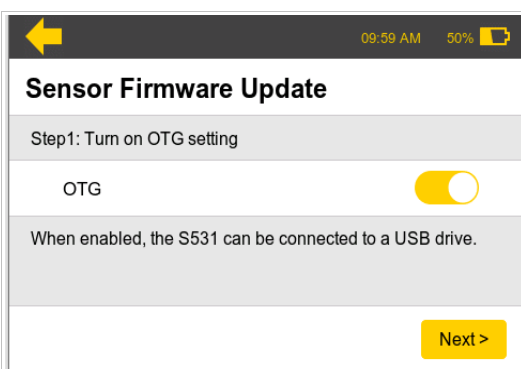 09:59 AM 50%
Sensor Firmware Update
Step1: Turn on OTG setting
OTG
When enabled, the S531 can be connected to a USB drive.
Next >